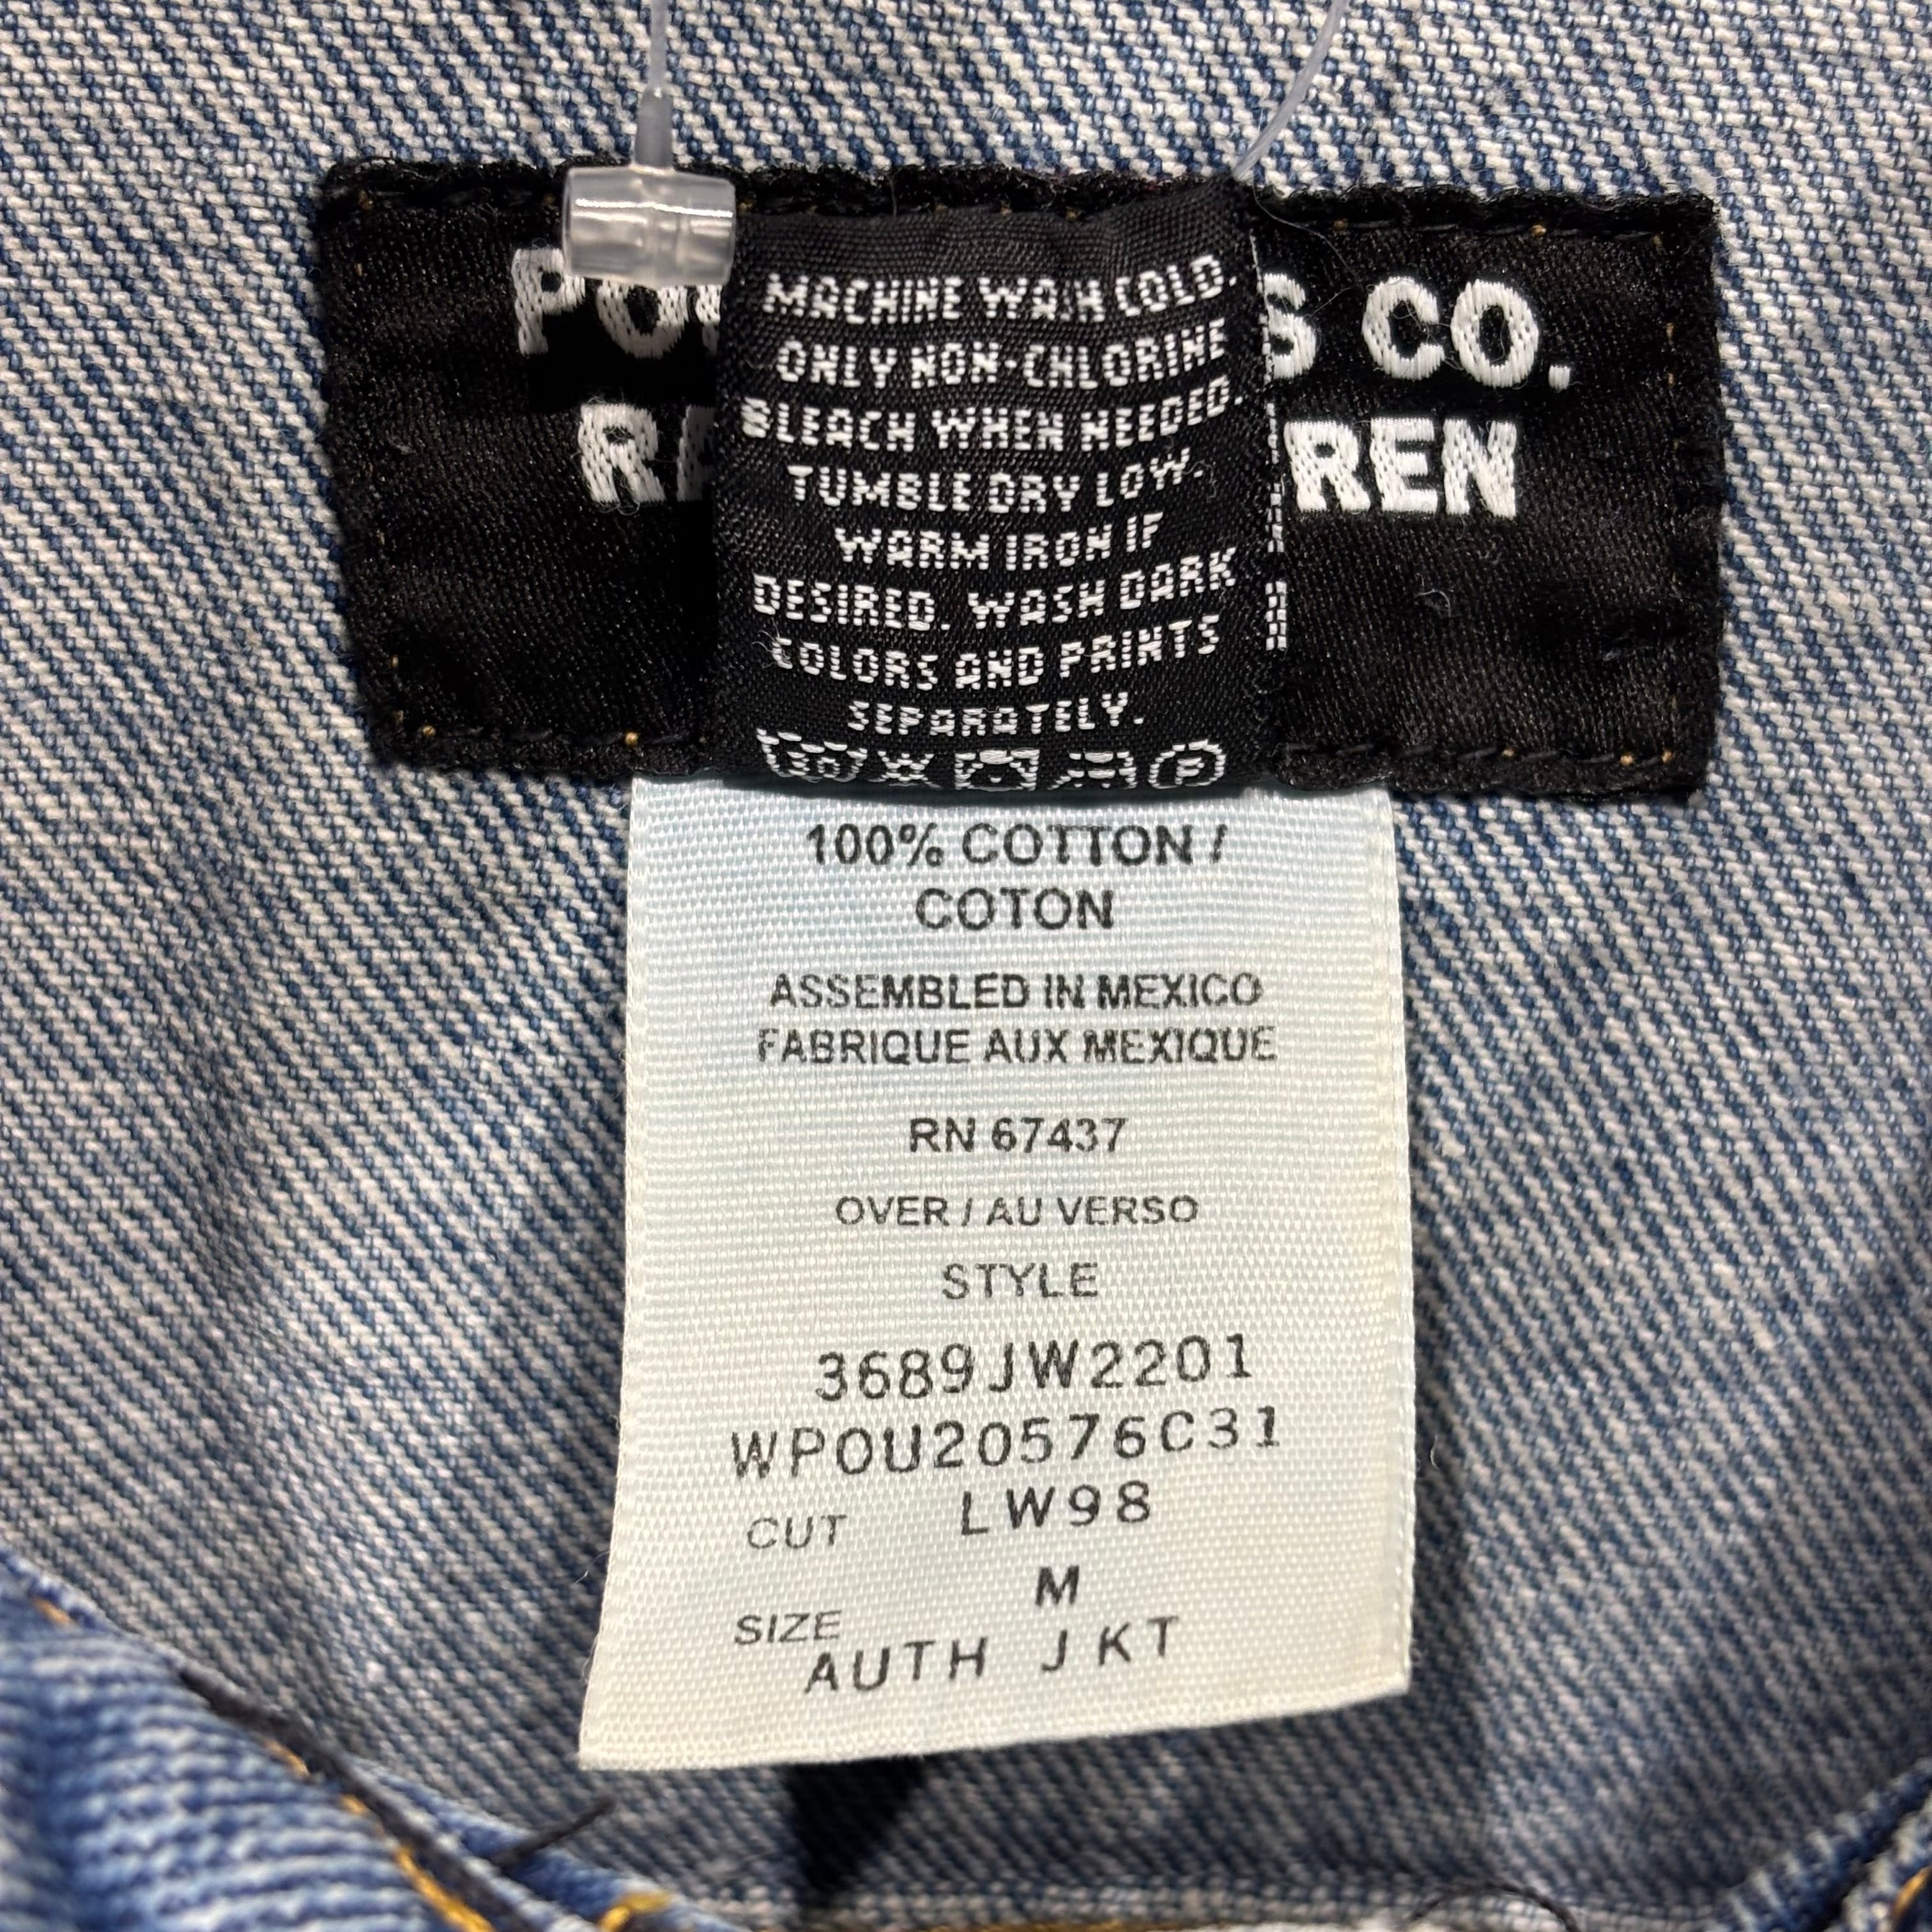 S CO.
REN
MACHINE WASH COLD.
ONLY NON-CHLORINE
BLEACH WHEN NEEDED.
TUMBLE DRY LOW.
WARM IRON IF
DESIRED. WASH DARK
COLORS AND PRINTS
SEPARATELY.
100% COTTON /
COTON
ASSEMBLED IN MEXICO
FABRIQUE AUX MEXIQUE
RN 67437
OVER / AU VERSO
STYLE
3689JW2201
WPOU20576C31
CUT LW98
SIZE M
AUTH JKT